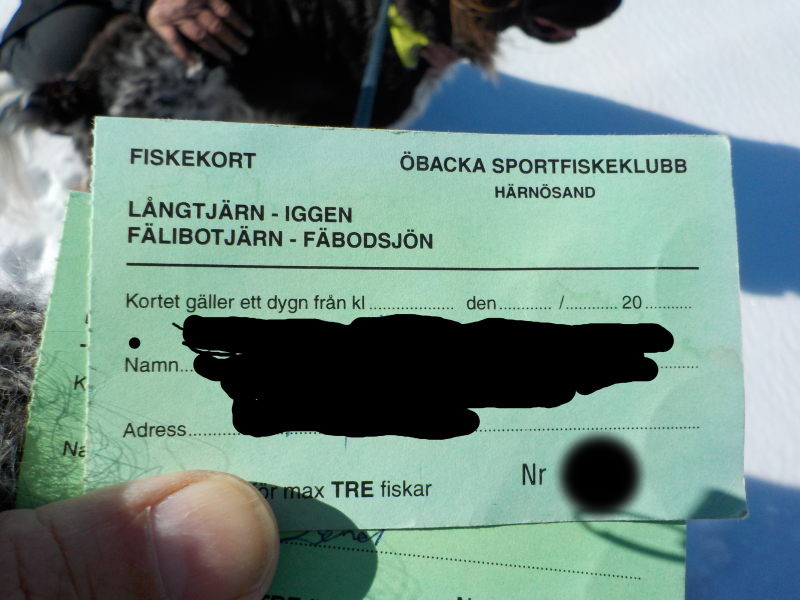 FISKEKORT
ÖBACKA SPORTFISKEKLUBB
HÄRNÖSAND
LÅNGTJÄRN - IGGEN
FÄLIBOTJÄRN - FÄBODSJÖN
Kortet gäller ett dygn från kl .................. den ........... / ........... 20 ..........
Namn...
Adress...
max TRE fiskar
Nr